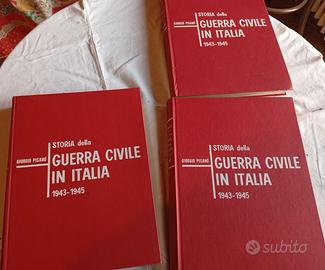 STORIA della
GIORGIO PISANÒ
GUERRA CIVILE
IN ITALIA
1943-1945
STORIA della
GIORGIO PISANÒ
GUERRA CIVILE
IN ITALIA
1943-1945
STORIA della
GIORGIO PISANÒ
GUERRA CIVILE
IN ITALIA
1943-1945
subito